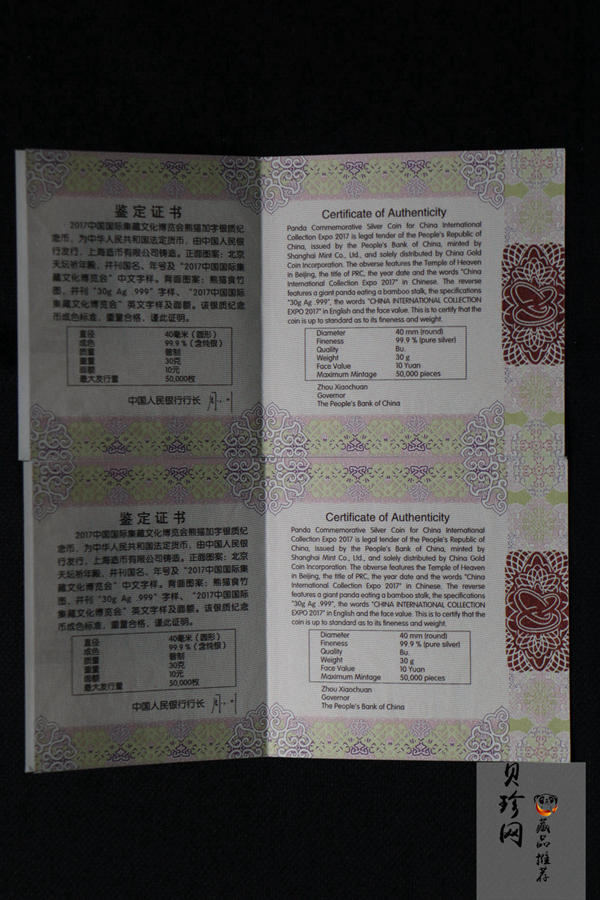 鉴定证书
2017中国国际集藏文化博览会熊猫加字银质纪
念币，为中华人民共和国法定货币，由中国人民银
行发行，上海造币有限公司铸造。正面图案：北京
天坛祈年殿，并刊国名、年号及“2017中国国际集
藏文化博览会”中文字样。背面图案：熊猫食竹
图，并刊“30g Ag .999”字样、“2017中国国际
集藏文化博览会”英文字样及面额。该银质纪念
币成色标准，重量合格，谨此证明。
直径 40毫米（圆形）
成色 99.9％（含纯银）
质量 普制
重量 30克
面额 10元
最大发行量 50,000枚
中国人民银行行长
Certificate of Authenticity
Panda Commemorative Silver Coin for China International
Collection Expo 2017 is legal tender of the People's Republic of
China, issued by the People's Bank of China, minted by
Shanghai Mint Co., Ltd., and solely distributed by China Gold
Coin Incorporation. The obverse features the Temple of Heaven
in Beijing, the title of PRC, the year date and the words "China
International Collection Expo 2017" in Chinese. The reverse
features a giant panda eating a bamboo stalk, the specifications
"30g Ag .999", the words "CHINA INTERNATIONAL COLLECTION
EXPO 2017" in English and the face value. This is to certify that the
coin is up to standard as to its fineness and weight.
Diameter 40 mm (round)
Fineness 99.9 % (pure silver)
Quality Bu.
Weight 30 g
Face Value 10 Yuan
Maximum Mintage 50,000 pieces
Zhou Xiaochuan
Governor
The People's Bank of China
鉴定证书
2017中国国际集藏文化博览会熊猫加字银质纪
念币，为中华人民共和国法定货币，由中国人民银
行发行，上海造币有限公司铸造。正面图案：北京
天坛祈年殿，并刊国名、年号及“2017中国国际集
藏文化博览会”中文字样。背面图案：熊猫食竹
图，并刊“30g Ag .999”字样、“2017中国国际
集藏文化博览会”英文字样及面额。该银质纪念
币成色标准，重量合格，谨此证明。
直径 40毫米（圆形）
成色 99.9％（含纯银）
质量 普制
重量 30克
面额 10元
最大发行量 50,000枚
中国人民银行行长
Certificate of Authenticity
Panda Commemorative Silver Coin for China International
Collection Expo 2017 is legal tender of the People's Republic of
China, issued by the People's Bank of China, minted by
Shanghai Mint Co., Ltd., and solely distributed by China Gold
Coin Incorporation. The obverse features the Temple of Heaven
in Beijing, the title of PRC, the year date and the words "China
International Collection Expo 2017" in Chinese. The reverse
features a giant panda eating a bamboo stalk, the specifications
"30g Ag .999", the words "CHINA INTERNATIONAL COLLECTION
EXPO 2017" in English and the face value. This is to certify that the
coin is up to standard as to its fineness and weight.
Diameter 40 mm (round)
Fineness 99.9 % (pure silver)
Quality Bu.
Weight 30 g
Face Value 10 Yuan
Maximum Mintage 50,000 pieces
Zhou Xiaochuan
Governor
The People's Bank of China
贝珍网
藏品推荐